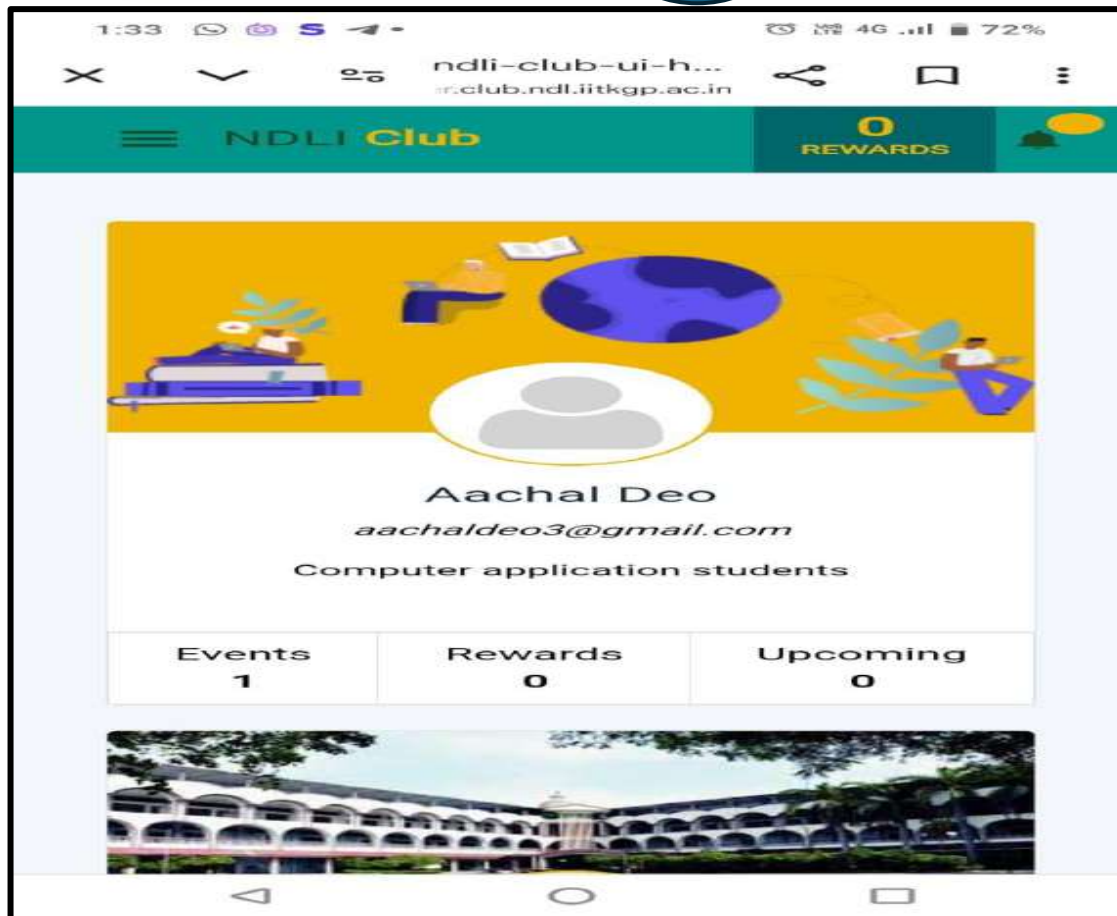 1:33 S VoLTE 4G 72%
ndli-club-ui-h...
r.club.ndl.iitkgp.ac.in
NDLI Club
0
REWARDS
Aachal Deo
aachaldeo3@gmail.com
Computer application students
Events Rewards Upcoming
1 0 0